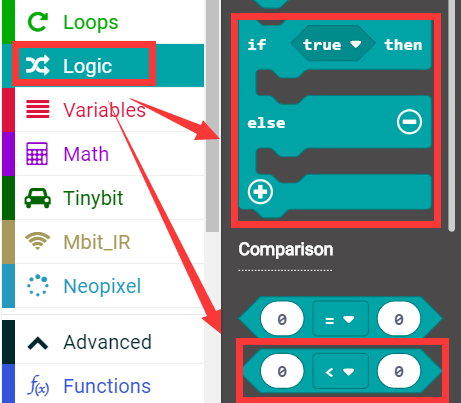 Loops
Logic
Variables
Math
Tinybit
Mbit_IR
Neopixel
Advanced
f(x) Functions
if true then
else
Comparison
0 = 0
0 < 0